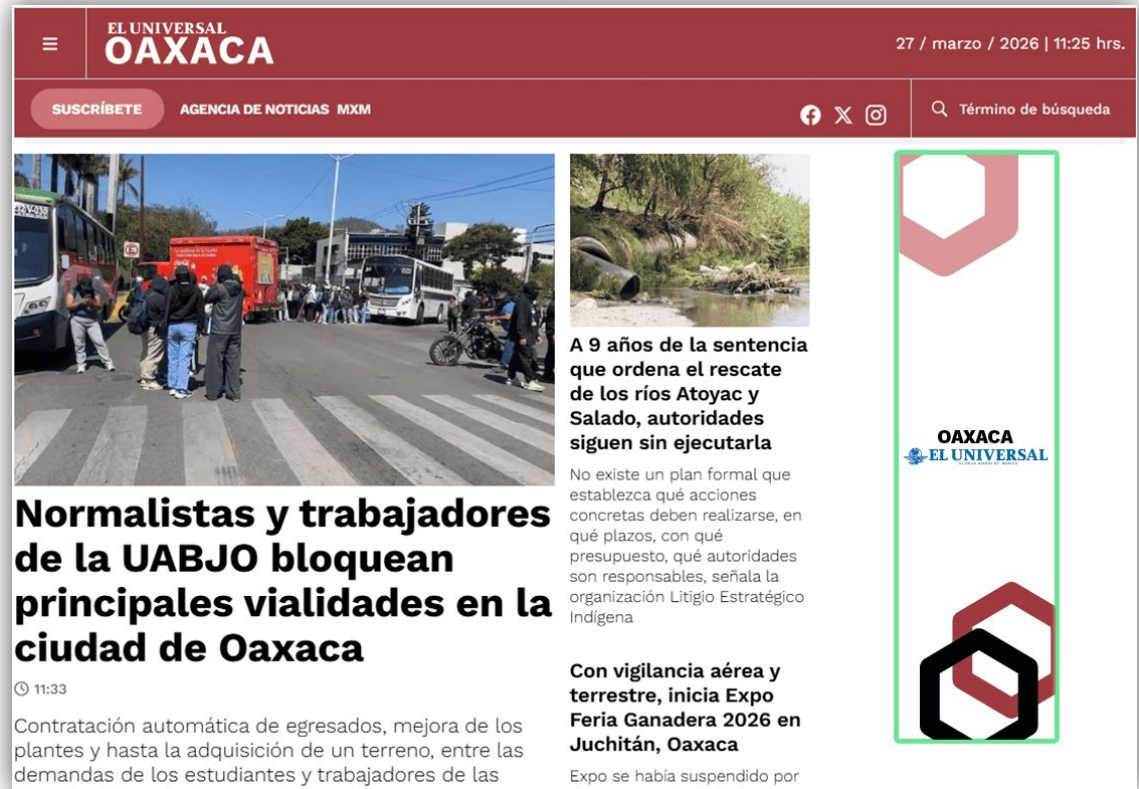 EL UNIVERSAL
OAXACA
27 / marzo / 2026 | 11:25 hrs.
SUSCRÍBETE
AGENCIA DE NOTICIAS MXM
Término de búsqueda
Normalistas y trabajadores
de la UABJO bloquean
principales vialidades en la
ciudad de Oaxaca
11:33
Contratación automática de egresados, mejora de los
plantes y hasta la adquisición de un terreno, entre las
demandas de los estudiantes y trabajadores de las
A 9 años de la sentencia
que ordena el rescate
de los ríos Atoyac y
Salado, autoridades
siguen sin ejecutarla
No existe un plan formal que
establezca qué acciones
concretas deben realizarse, en
qué plazos, con qué
presupuesto, qué autoridades
son responsables, señala la
organización Litigio Estratégico
Indígena
Con vigilancia aérea y
terrestre, inicia Expo
Feria Ganadera 2026 en
Juchitán, Oaxaca
Expo se había suspendido por
OAXACA
EL UNIVERSAL